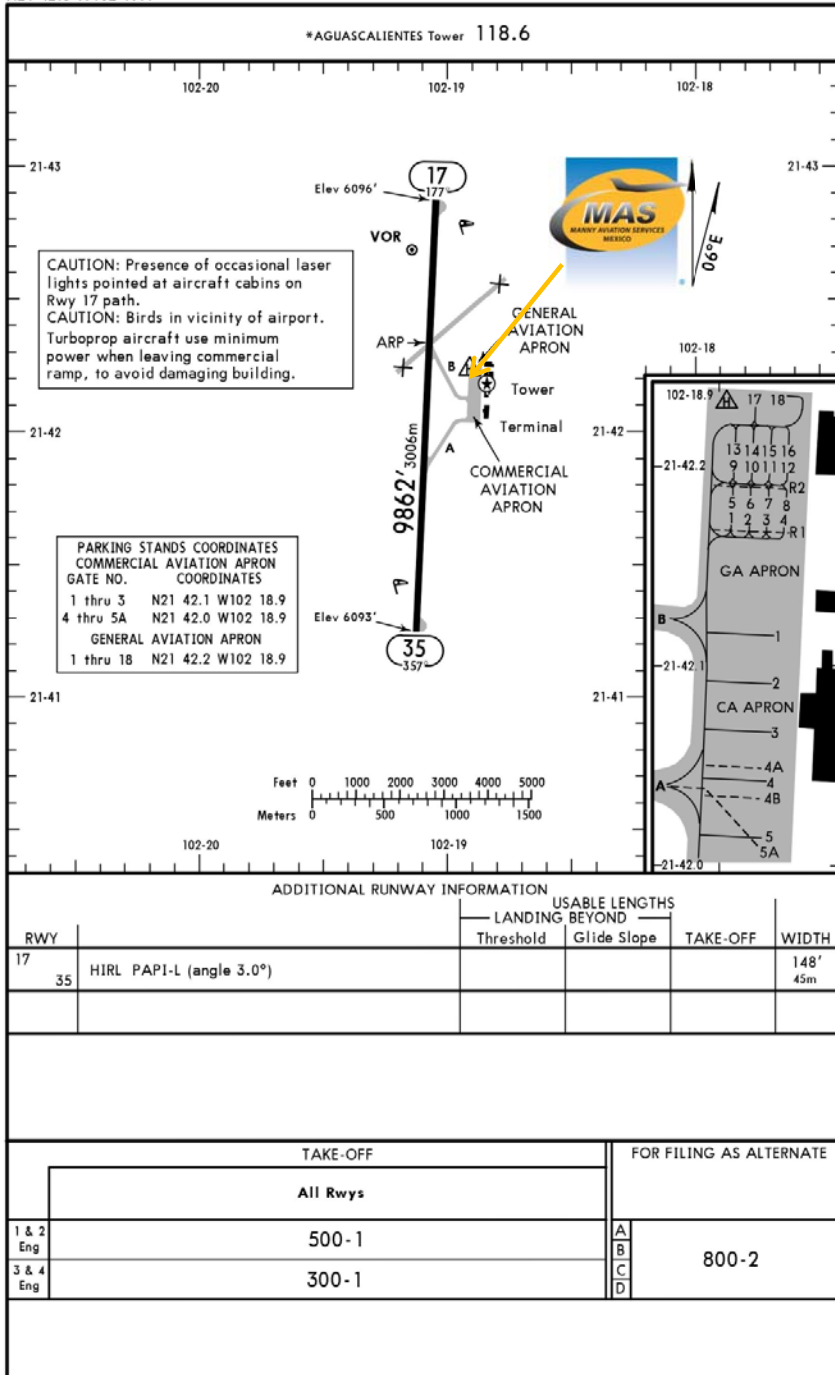 *AGUASCALIENTES Tower 118.6
102-20 102-19 102-18
21-43 21-43
17
177°
Elev 6096'
VOR
MAS
MANNY AVIATION SERVICES
MEXICO
06°E
CAUTION: Presence of occasional laser
lights pointed at aircraft cabins on
Rwy 17 path.
CAUTION: Birds in vicinity of airport.
Turboprop aircraft use minimum
power when leaving commercial
ramp, to avoid damaging building.
ARP
GENERAL
AVIATION
APRON
B
H
Tower
Terminal
A
COMMERCIAL
AVIATION
APRON
21-42 21-42
9862' 3006m
102-18
102-18.9 H 17 18
13 14 15 16
21-42.2
9 10 11 12
R2
5 6 7 8
1 2 3 4
R1
GA APRON
B
1
21-42.1
2
CA APRON
3
4A
A
4
4B
5
5A
21-42.0
PARKING STANDS COORDINATES
COMMERCIAL AVIATION APRON
GATE NO. COORDINATES
1 thru 3 N21 42.1 W102 18.9
4 thru 5A N21 42.0 W102 18.9
GENERAL AVIATION APRON
1 thru 18 N21 42.2 W102 18.9
Elev 6093'
35
357°
21-41 21-41
Feet 0 1000 2000 3000 4000 5000
Meters 0 500 1000 1500
102-20 102-19
ADDITIONAL RUNWAY INFORMATION
USABLE LENGTHS
LANDING BEYOND
RWY Threshold Glide Slope TAKE-OFF WIDTH
17 148'
35 HIRL PAPI-L (angle 3.0°) 45m
TAKE-OFF FOR FILING AS ALTERNATE
All Rwys
1 & 2
Eng 500-1
3 & 4
Eng 300-1
A
B
C
D
800-2